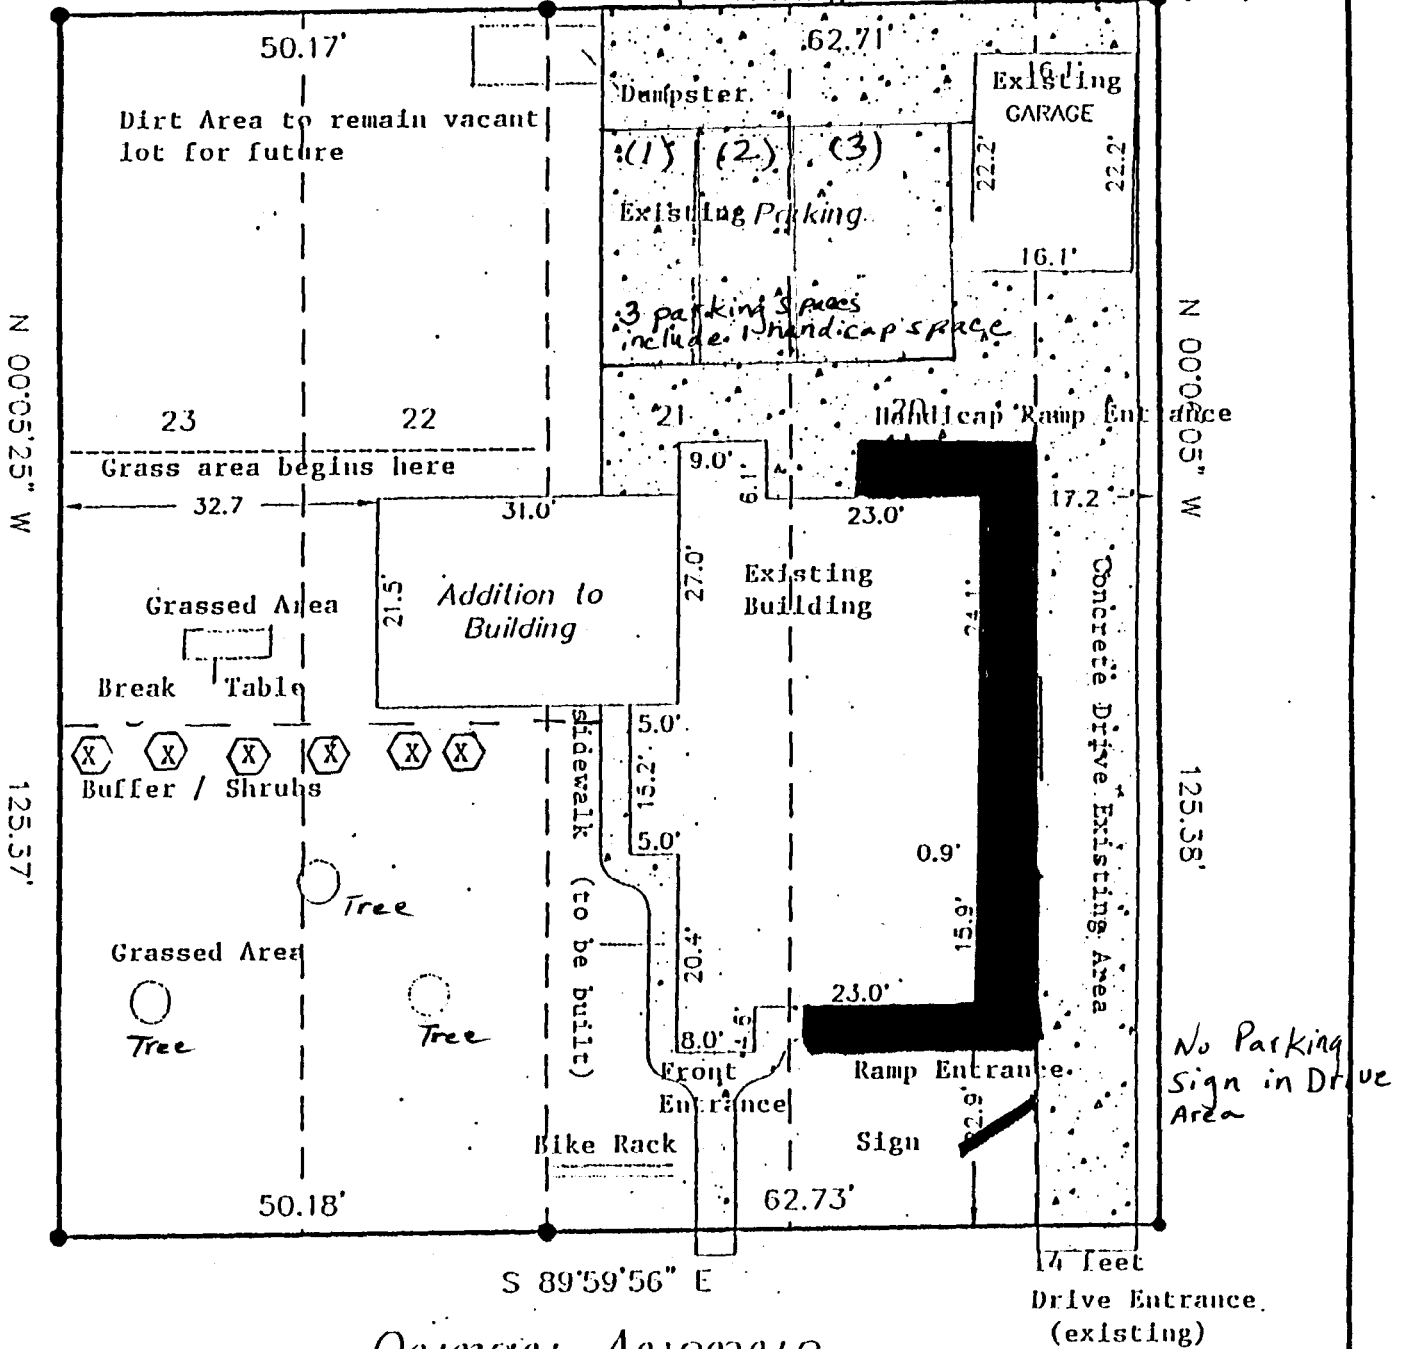 50.17'
62.71'
Dumpster
16.1'
Existing
GARAGE
22.2'
22.2'
16.1'
Dirt Area to remain vacant
lot for future
(1) (2) (3)
Existing Parking
3 parking spaces
include 1 handicap space
N 00°05'25" W
125.37'
N 00°06'05" W
125.38'
23
22
21
20
Handicap Ramp Entrance
Grass area begins here
32.7
31.0'
9.0'
6.1'
23.0'
17.2
21.5'
Addition to
Building
27.0'
Existing
Building
24.1'
Concrete Drive Existing Area
Grassed Area
Break Table
X X X X X X
Buffer / Shrubs
sidewalk (to be built)
5.0'
15.2'
5.0'
0.9'
15.9'
20.4'
Tree
Grassed Area
Tree
Tree
23.0'
8.0'
Front
Entrance
Ramp Entrance
No Parking
Sign in Drive
Area
Sign
Bike Rack
50.18'
62.73'
S 89°59'56" E
14 feet
Drive Entrance
(existing)